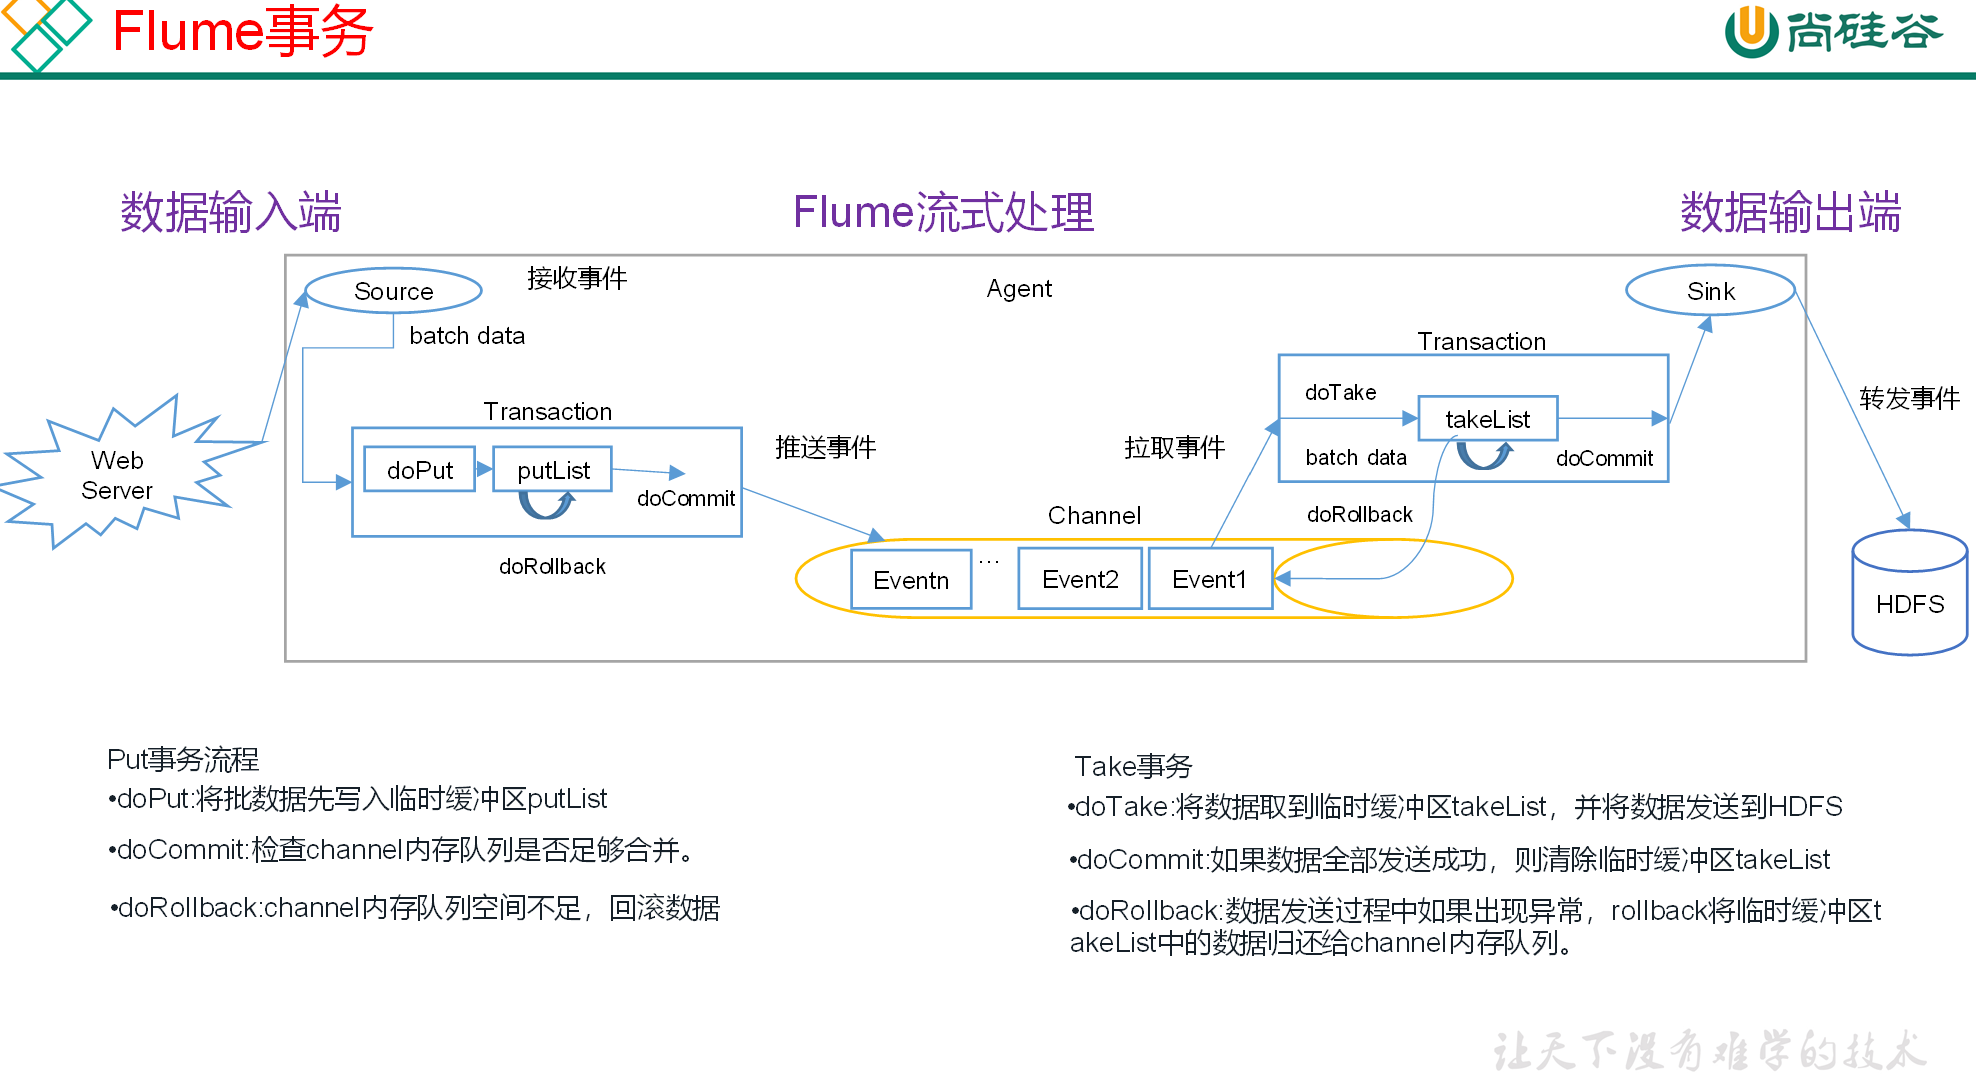 Flume事务
尚硅谷
数据输入端
Flume流式处理
数据输出端
Source
接收事件
Agent
Sink
batch data
Transaction
doTake
takeList
batch data
doCommit
转发事件
Transaction
推送事件
拉取事件
Web
Server
doPut
putList
doCommit
Channel
doRollback
doRollback
Eventn
...
Event2
Event1
HDFS
Put事务流程
•doPut:将批数据先写入临时缓冲区putList
•doCommit:检查channel内存队列是否足够合并。
•doRollback:channel内存队列空间不足，回滚数据
Take事务
•doTake:将数据取到临时缓冲区takeList，并将数据发送到HDFS
•doCommit:如果数据全部发送成功，则清除临时缓冲区takeList
•doRollback:数据发送过程中如果出现异常，rollback将临时缓冲区t
akeList中的数据归还给channel内存队列。
让天下没有难学的技术